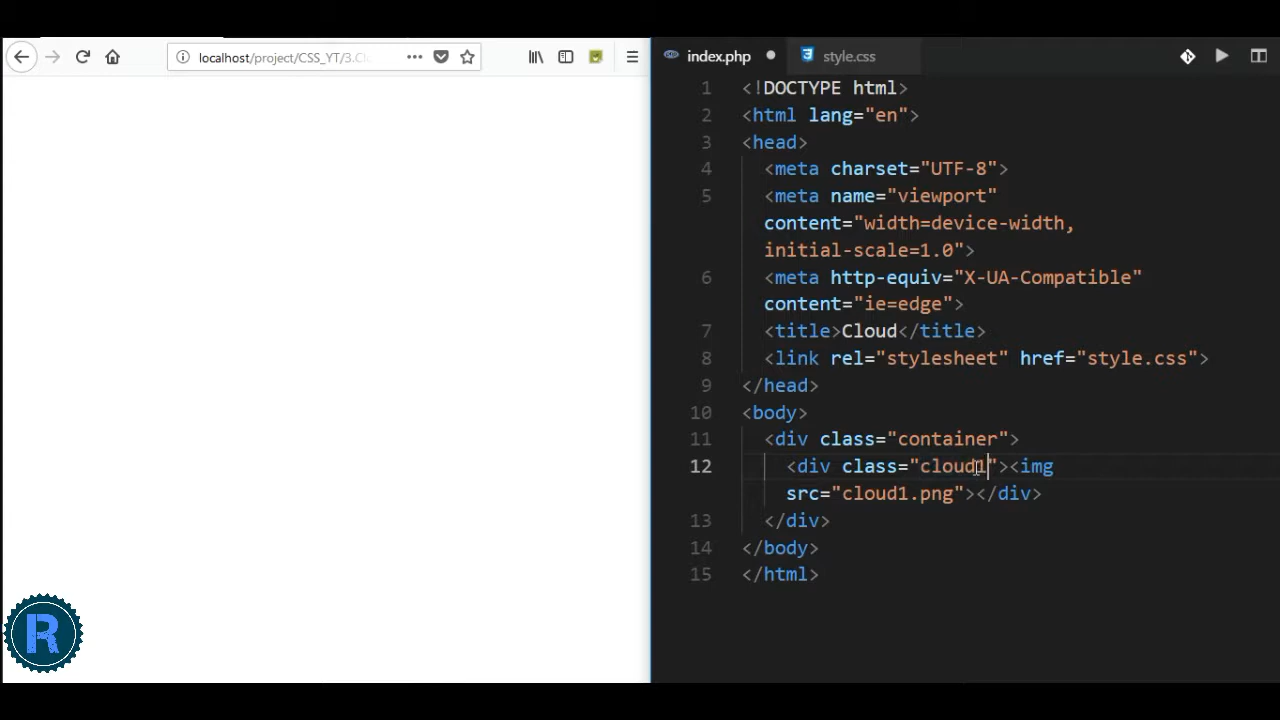 localhost/project/CSS_YT/3.Cl
index.php
style.css
1 <!DOCTYPE html>
2 <html lang="en">
3 <head>
4 <meta charset="UTF-8">
5 <meta name="viewport"
content="width=device-width,
initial-scale=1.0">
6 <meta http-equiv="X-UA-Compatible"
content="ie=edge">
7 <title>Cloud</title>
8 <link rel="stylesheet" href="style.css">
9 </head>
10 <body>
11 <div class="container">
12 <div class="cloud1"><img
src="cloud1.png"></div>
13 </div>
14 </body>
15 </html>
R